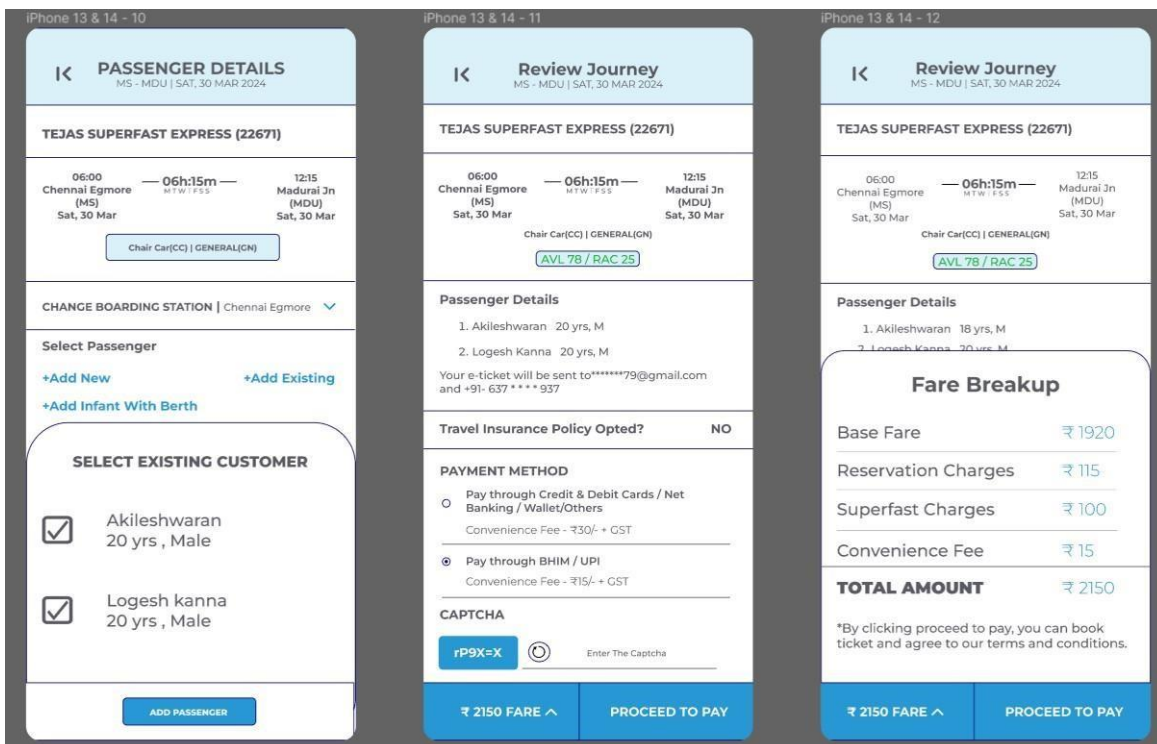 iPhone 13 & 14 - 10
PASSENGER DETAILS
MS - MDU | SAT, 30 MAR 2024
TEJAS SUPERFAST EXPRESS (22671)
06:00
Chennai Egmore
(MS)
Sat, 30 Mar
06h:15m
M T W T F S S
12:15
Madurai Jn
(MDU)
Sat, 30 Mar
Chair Car(CC) | GENERAL(GN)
CHANGE BOARDING STATION | Chennai Egmore
Select Passenger
+Add New
+Add Existing
+Add Infant With Berth
SELECT EXISTING CUSTOMER
Akileshwaran
20 yrs , Male
Logesh kanna
20 yrs , Male
ADD PASSENGER
iPhone 13 & 14 - 11
Review Journey
MS - MDU | SAT, 30 MAR 2024
TEJAS SUPERFAST EXPRESS (22671)
06:00
Chennai Egmore
(MS)
Sat, 30 Mar
06h:15m
M T W T F S S
12:15
Madurai Jn
(MDU)
Sat, 30 Mar
Chair Car(CC) | GENERAL(GN)
AVL 78 / RAC 25
Passenger Details
1. Akileshwaran 20 yrs, M
2. Logesh Kanna 20 yrs, M
Your e-ticket will be sent to*******79@gmail.com
and +91- 637 * * * * 937
Travel Insurance Policy Opted? NO
PAYMENT METHOD
Pay through Credit & Debit Cards / Net
Banking / Wallet/Others
Convenience Fee - ₹30/- + GST
Pay through BHIM / UPI
Convenience Fee - ₹15/- + GST
CAPTCHA
rP9X=X
Enter The Captcha
₹ 2150 FARE
PROCEED TO PAY
iPhone 13 & 14 - 12
Review Journey
MS - MDU | SAT, 30 MAR 2024
TEJAS SUPERFAST EXPRESS (22671)
06:00
Chennai Egmore
(MS)
Sat, 30 Mar
06h:15m
M T W T F S S
12:15
Madurai Jn
(MDU)
Sat, 30 Mar
Chair Car(CC) | GENERAL(GN)
AVL 78 / RAC 25
Passenger Details
1. Akileshwaran 18 yrs, M
2. Logesh Kanna 20 yrs, M
Fare Breakup
Base Fare ₹ 1920
Reservation Charges ₹ 115
Superfast Charges ₹ 100
Convenience Fee ₹ 15
TOTAL AMOUNT ₹ 2150
*By clicking proceed to pay, you can book
ticket and agree to our terms and conditions.
₹ 2150 FARE
PROCEED TO PAY